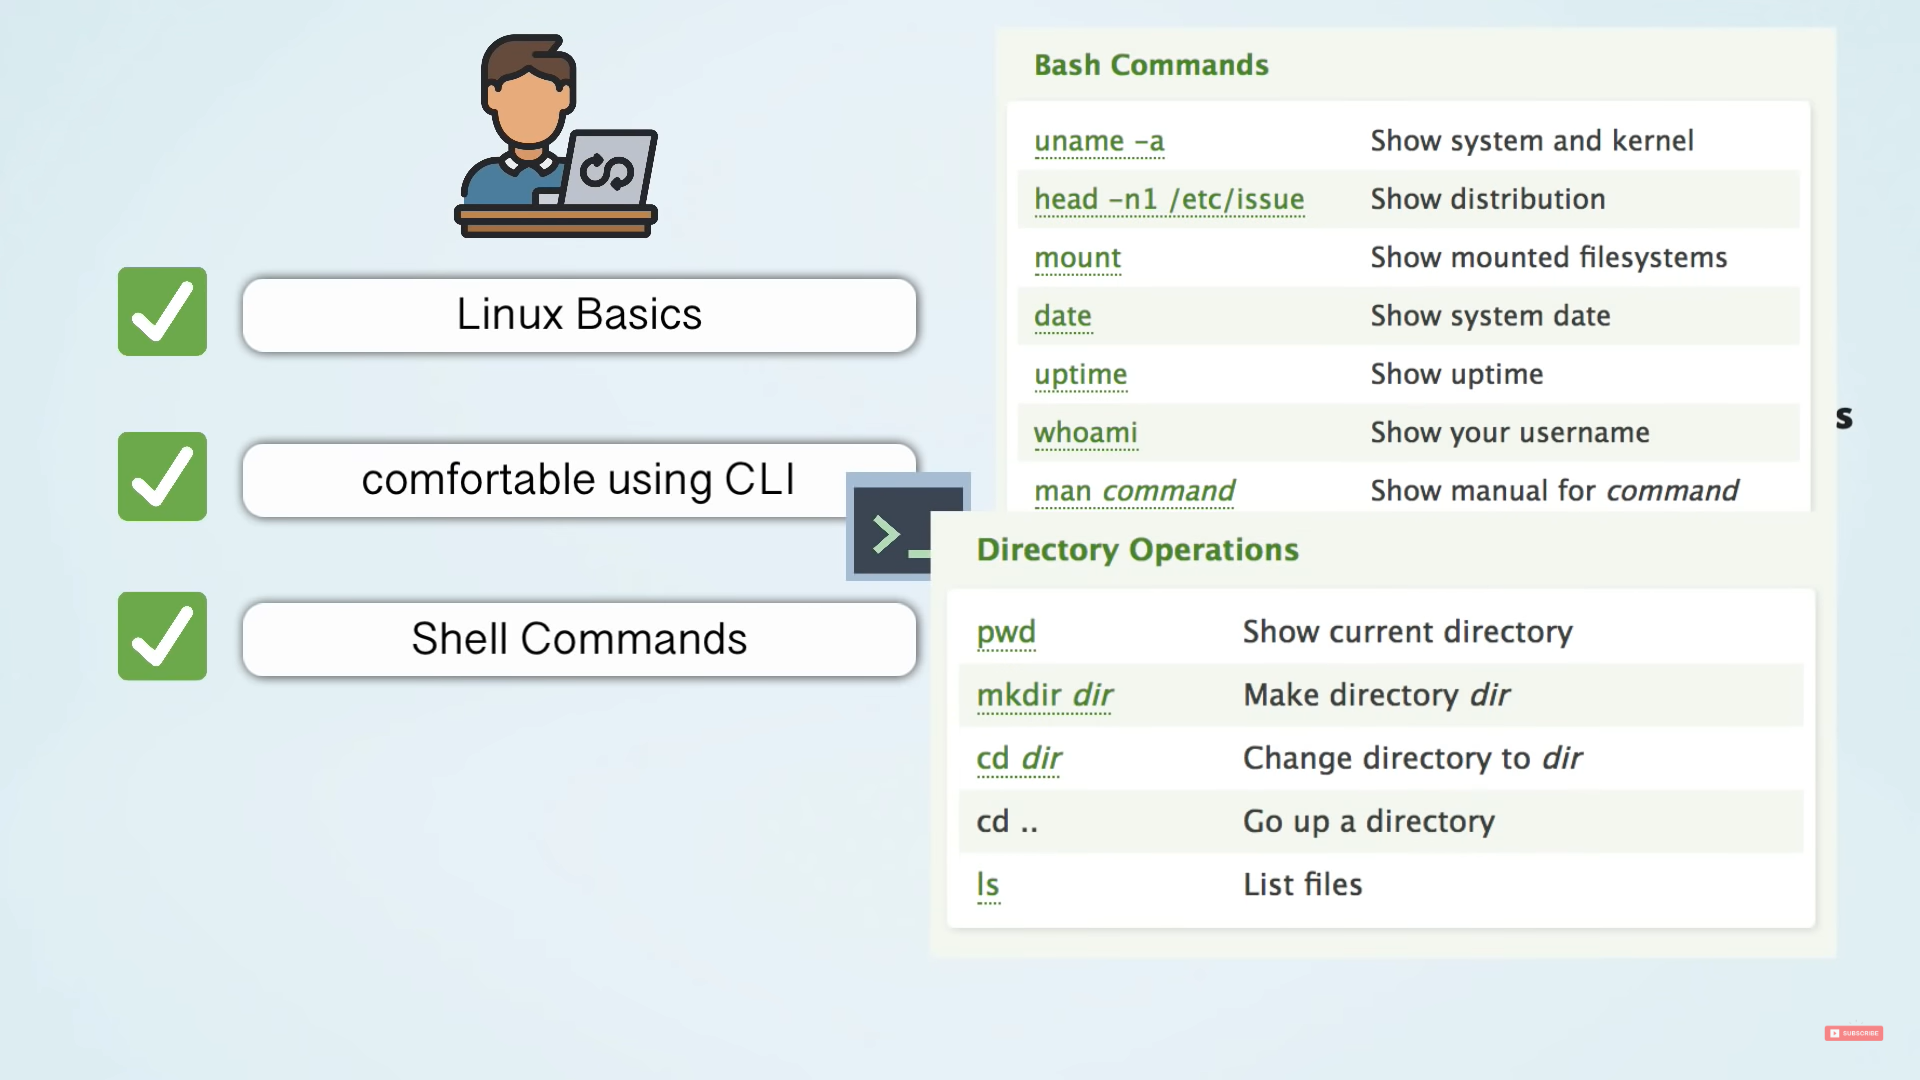 Linux Basics
comfortable using CLI
>_
Shell Commands
Bash Commands
uname -a Show system and kernel
head -n1 /etc/issue Show distribution
mount Show mounted filesystems
date Show system date
uptime Show uptime
whoami Show your username
man command Show manual for command
s
Directory Operations
pwd Show current directory
mkdir dir Make directory dir
cd dir Change directory to dir
cd .. Go up a directory
ls List files
SUBSCRIBE